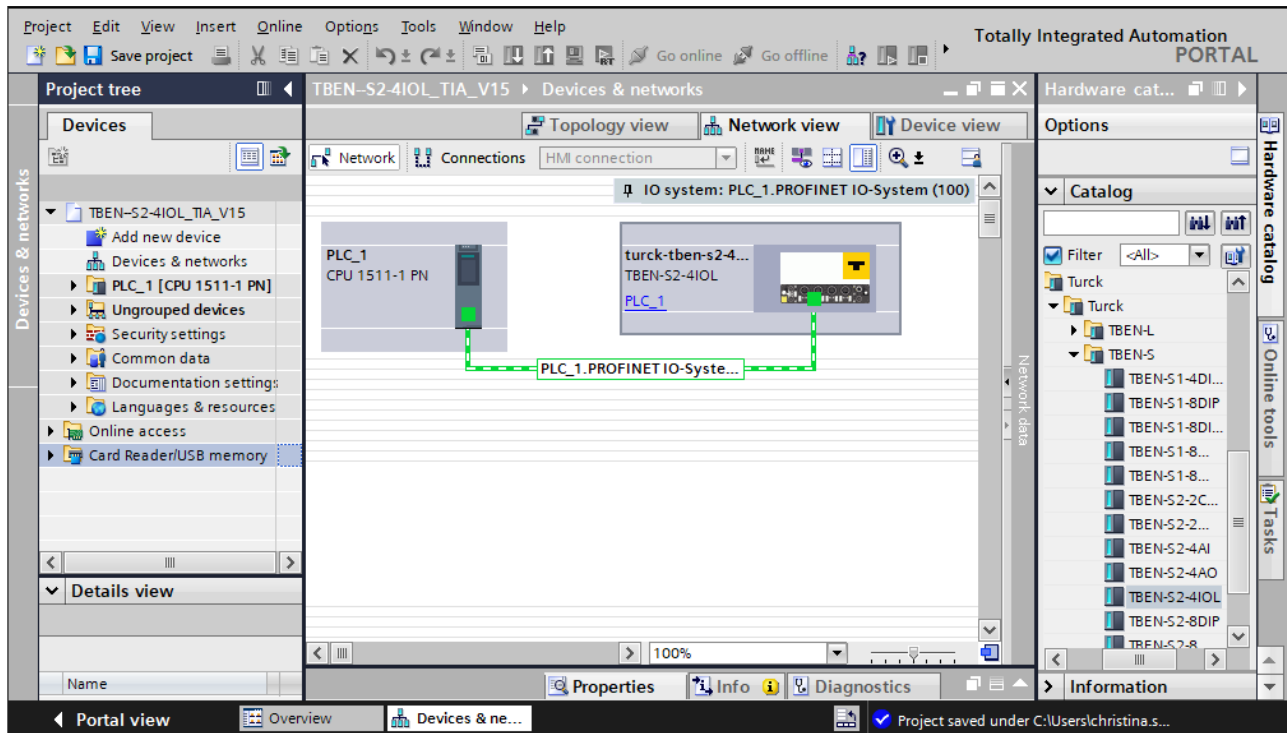 Project Edit View Insert Online Options Tools Window Help
Totally Integrated Automation
PORTAL
Save project
Go online Go offline
Project tree
TBEN--S2-4IOL_TIA_V15 Devices & networks
Hardware cat...
Devices
Topology view Network view Device view
Options
Network Connections HMI connection
IO system: PLC_1.PROFINET IO-System (100)
Catalog
Devices & networks
TBEN--S2-4IOL_TIA_V15
Add new device
Devices & networks
PLC_1 [CPU 1511-1 PN]
Ungrouped devices
Security settings
Common data
Documentation settings
Languages & resources
Online access
Card Reader/USB memory
PLC_1
CPU 1511-1 PN
turck-tben-s2-4...
TBEN-S2-4IOL
PLC_1
PLC_1.PROFINET IO-Syste...
Network data
Filter <All>
Turck
Turck
TBEN-L
TBEN-S
TBEN-S1-4DI...
TBEN-S1-8DIP
TBEN-S1-8DI...
TBEN-S1-8...
TBEN-S1-8...
TBEN-S2-2C...
TBEN-S2-2...
TBEN-S2-4AI
TBEN-S2-4AO
TBEN-S2-4IOL
TBEN-S2-8DIP
TBEN-S2-8
Hardware catalog
Online tools
Tasks
Details view
100%
Name
Properties Info Diagnostics
Information
Portal view Overview Devices & ne...
Project saved under C:\Users\christina.s...